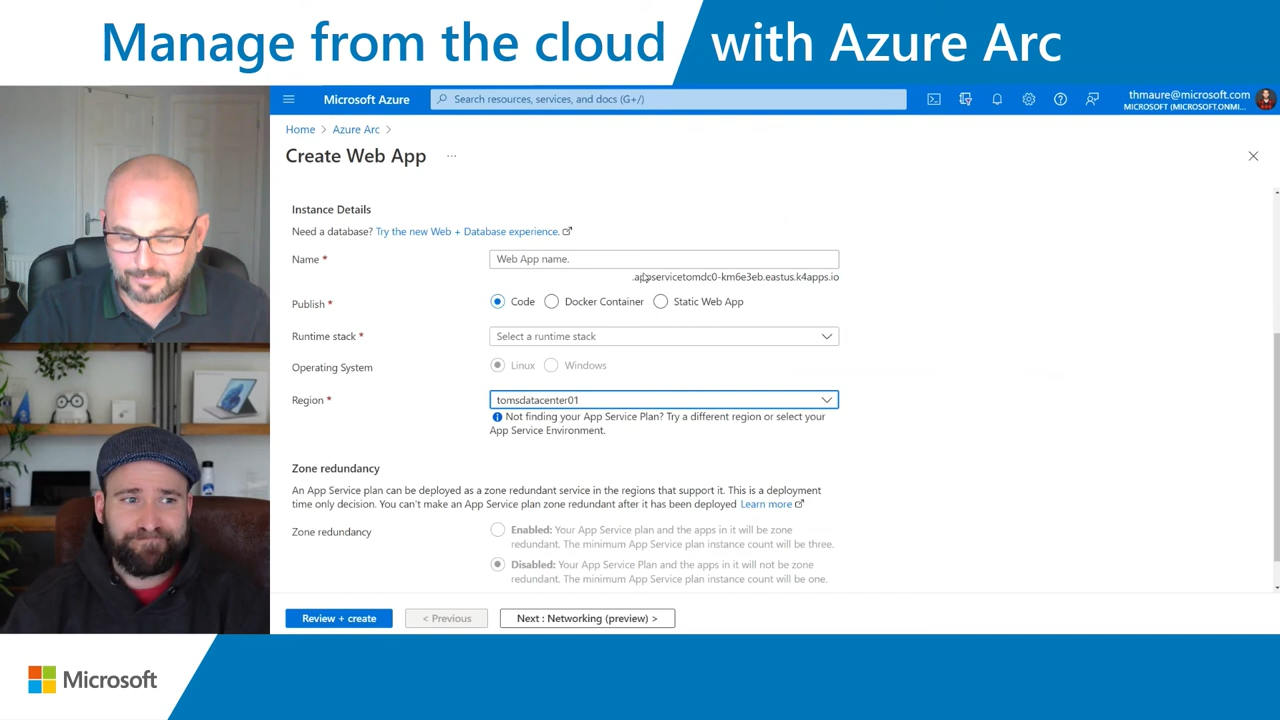 Manage from the cloud with Azure Arc
Microsoft Azure
Search resources, services, and docs (G+/)
thmaure@microsoft.com
MICROSOFT (MICROSOFT.ONMI...
Home > Azure Arc >
Create Web App ...
Instance Details
Need a database? Try the new Web + Database experience.
Name *
Web App name.
.appservicetomdc0-km6e3eb.eastus.k4apps.io
Publish *
Code
Docker Container
Static Web App
Runtime stack *
Select a runtime stack
Operating System
Linux
Windows
Region *
tomsdatacenter01
Not finding your App Service Plan? Try a different region or select your
App Service Environment.
Zone redundancy
An App Service plan can be deployed as a zone redundant service in the regions that support it. This is a deployment
time only decision. You can't make an App Service plan zone redundant after it has been deployed Learn more
Zone redundancy
Enabled: Your App Service plan and the apps in it will be zone
redundant. The minimum App Service plan instance count will be three.
Disabled: Your App Service Plan and the apps in it will not be zone
redundant. The minimum App Service plan instance count will be one.
Review + create
< Previous
Next : Networking (preview) >
Microsoft